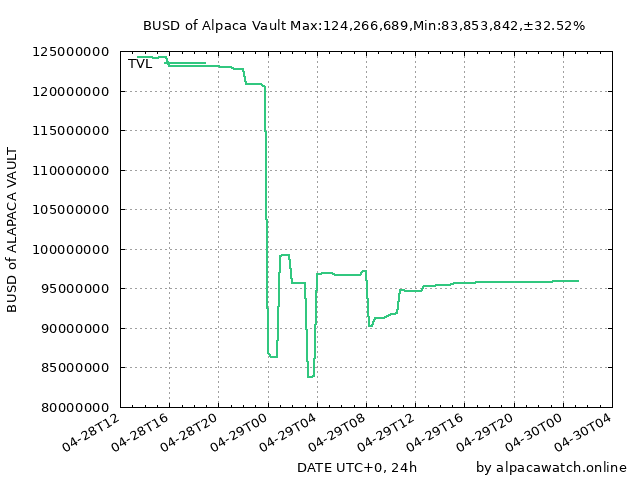 BUSD of Alpaca Vault Max:124,266,689,Min:83,853,842,±32.52%
125000000
TVL
120000000
115000000
110000000
105000000
100000000
95000000
90000000
85000000
80000000
BUSD of ALAPACA VAULT
04-28T12
04-28T16
04-28T20
04-29T00
04-29T04
04-29T08
04-29T12
04-29T16
04-29T20
04-30T00
04-30T04
DATE UTC+0, 24h
by alpacawatch.online